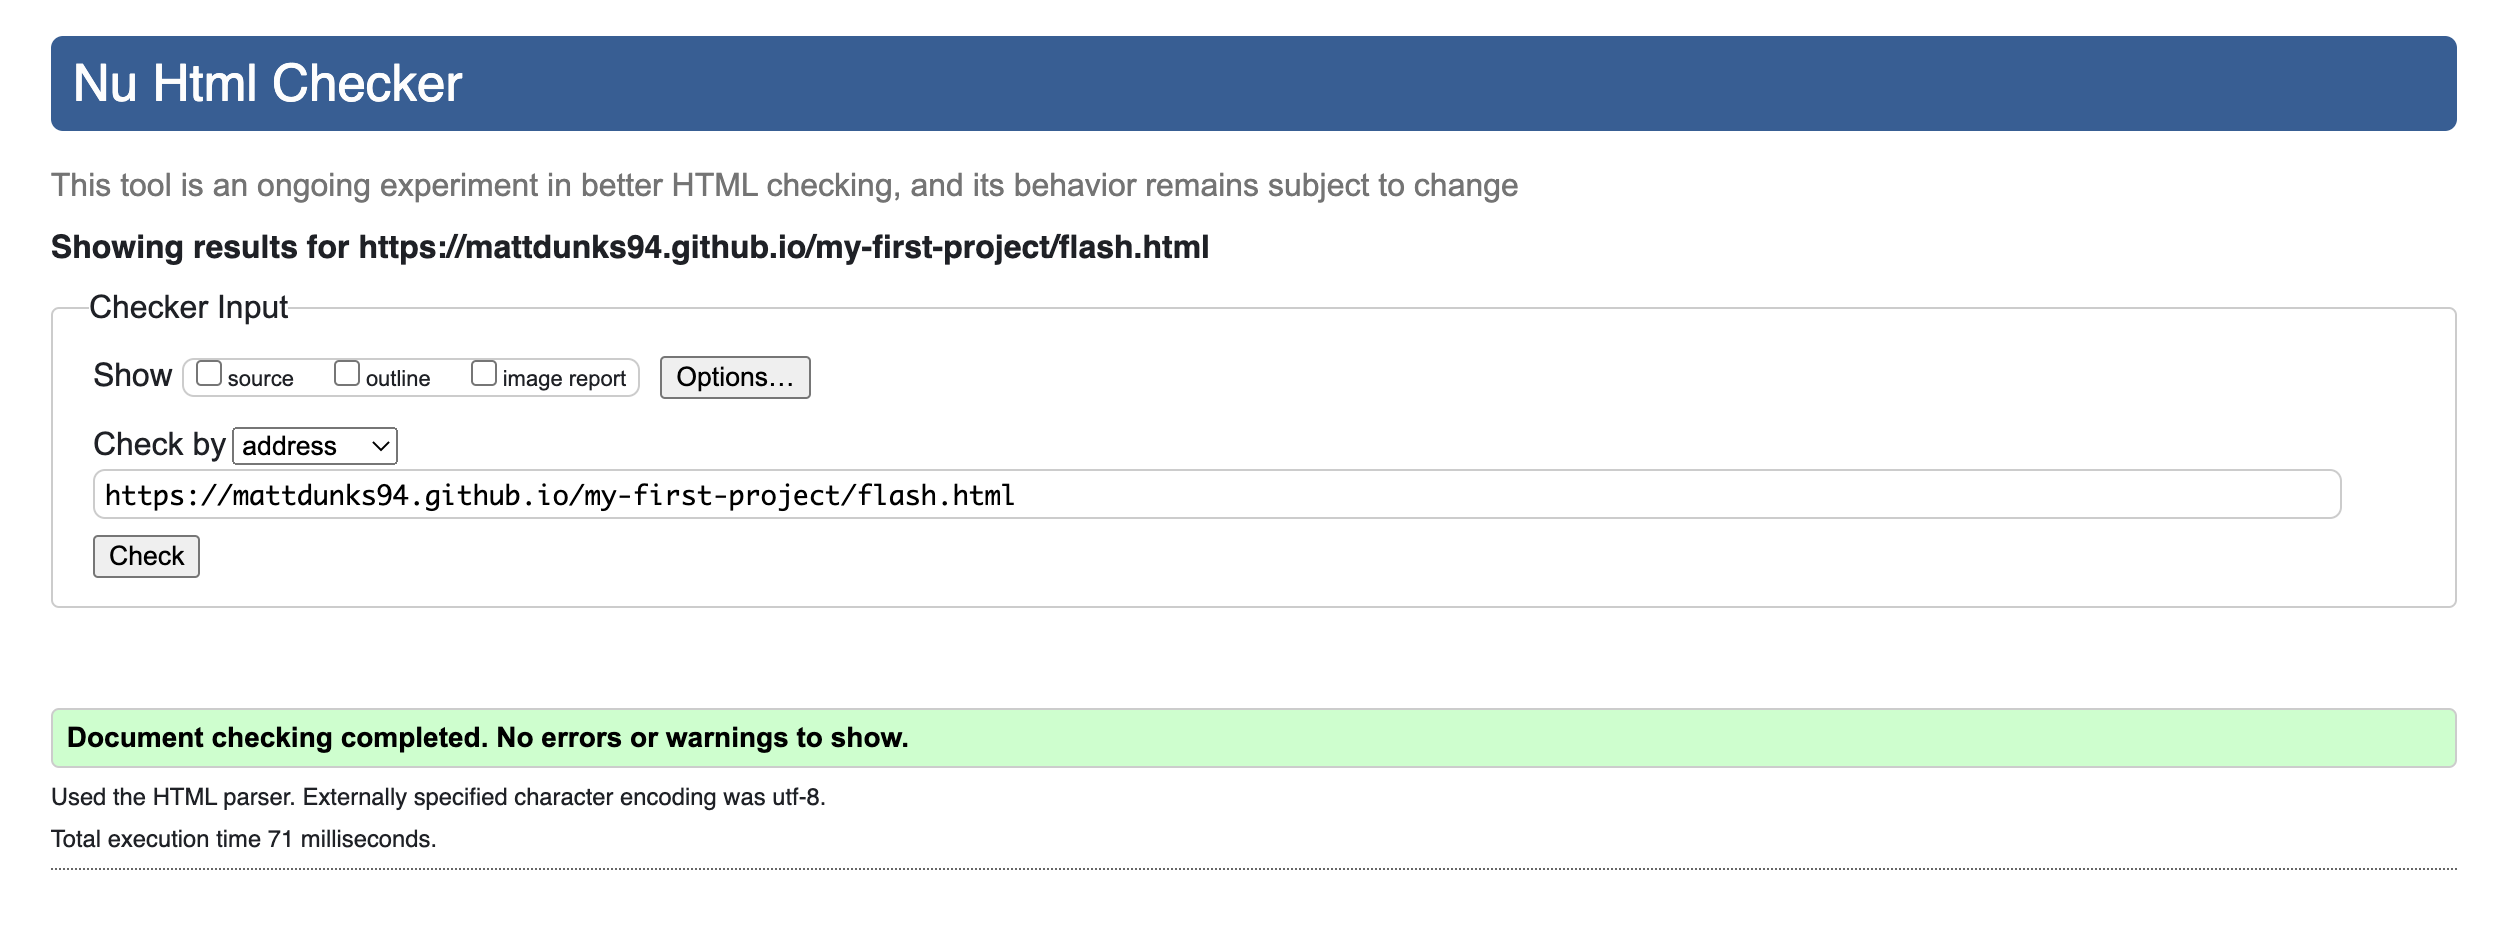 Nu Html Checker
This tool is an ongoing experiment in better HTML checking, and its behavior remains subject to change
Showing results for https://mattdunks94.github.io/my-first-project/flash.html
Checker Input
Show source outline image report Options...
Check by address
https://mattdunks94.github.io/my-first-project/flash.html
Check
Document checking completed. No errors or warnings to show.
Used the HTML parser. Externally specified character encoding was utf-8.
Total execution time 71 milliseconds.